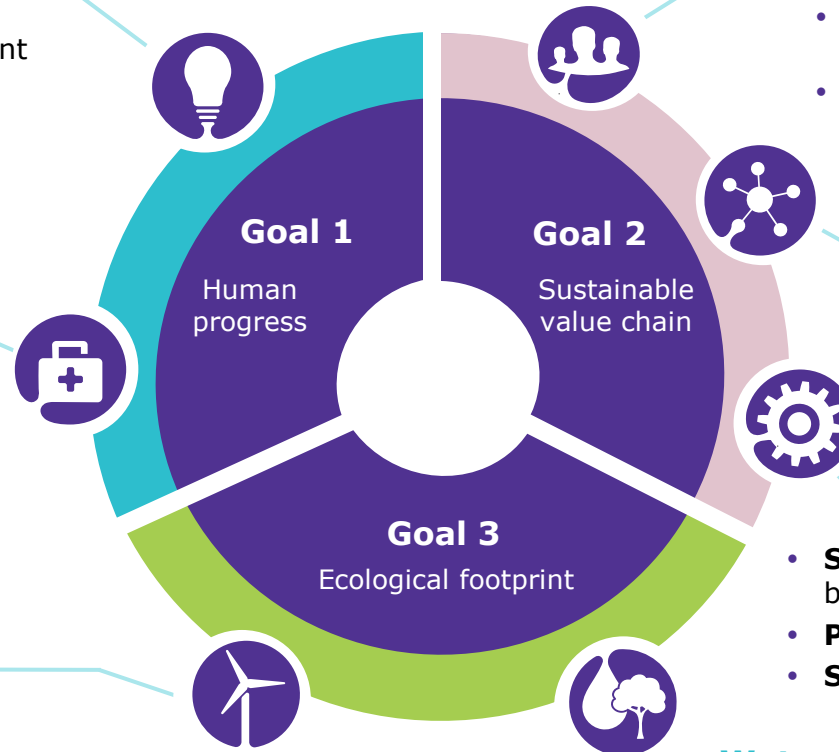 nt
Goal 1
Human
progress
Goal 2
Sustainable
value chain
Goal 3
Ecological footprint
• S
b
• P
• S